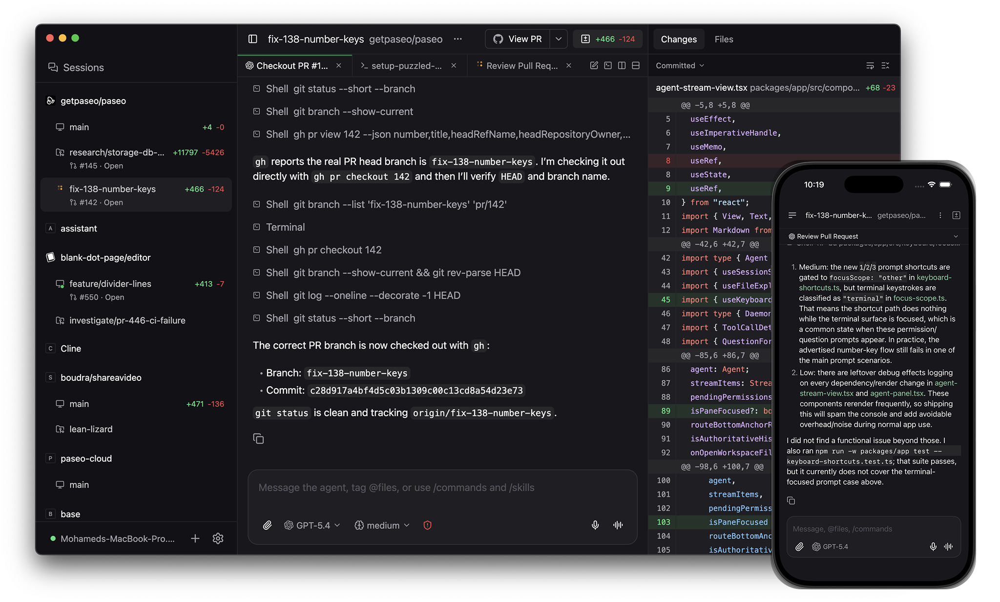 Sessions
getpaseo/paseo
main +4 -0
research/storage-db-... +11797 -5426
#145 · Open
fix-138-number-keys +466 -124
#142 · Open
A assistant
blank-dot-page/editor
feature/divider-lines +413 -7
#550 · Open
investigate/pr-446-ci-failure
C Cline
S boudra/shareavideo
main +471 -136
lean-lizard
P paseo-cloud
main
B base
Mohameds-MacBook-Pro....
fix-138-number-keys getpaseo/paseo ... View PR +466 -124
Checkout PR #1... setup-puzzled-... Review Pull Req...
Shell git status --short --branch
Shell git branch --show-current
Shell gh pr view 142 --json number,title,headRefName,headRepositoryOwner,...
gh reports the real PR head branch is fix-138-number-keys. I’m checking it out
directly with gh pr checkout 142 and then I’ll verify HEAD and branch name.
Shell git branch --list 'fix-138-number-keys' 'pr/142'
Terminal
Shell gh pr checkout 142
Shell git branch --show-current && git rev-parse HEAD
Shell git log --oneline --decorate -1 HEAD
Shell git status --short --branch
The correct PR branch is now checked out with gh:
• Branch: fix-138-number-keys
• Commit: c28d917a4bf4d5c03b1309c00c13cd8a54d23e73
git status is clean and tracking origin/fix-138-number-keys.
Message the agent, tag @files, or use /commands and /skills
GPT-5.4 medium
Changes Files
Committed
agent-stream-view.tsx packages/app/src/compo... +68 -23
@@ -5,8 +5,8 @@
5 useEffect,
6 useImperativeHandle,
7 useMemo,
8 useRef,
8 useState,
9 useRef,
10 } from "react";
11 import { View, Text,
12 import Markdown from
@@ -42,6 +42,7 @@
42 import type { Agent
43 import { useSessionS
44 import { useFileExpl
45 import { useKeyboard
46 import type { Daemon
47 import { ToolCallDet
48 import { QuestionFor
@@ -85,6 +86,7 @@
86 agent: Agent;
87 streamItems: Strea
88 pendingPermissions
89 isPaneFocused?: bo
90 routeBottomAnchorR
91 isAuthoritativeHis
92 onOpenWorkspaceFil
@@ -98,6 +100,7 @@
100 agent,
101 streamItems,
102 pendingPermiss
103 isPaneFocused
104 routeBottomAnc
105 isAuthoritativ
10:19
fix-138-number-k... getpaseo/pa...
Review Pull Request
1. Medium: the new 1/2/3 prompt shortcuts are
gated to focusScope: "other" in keyboard-
shortcuts.ts, but terminal keystrokes are
classified as "terminal" in focus-scope.ts.
That means the shortcut path does nothing
while the terminal surface is focused, which is
a common state when these permission/
question prompts appear. In practice, the
advertised number-key flow still fails in one of
the main prompt scenarios.
2. Low: there are leftover debug effects logging
on every dependency/render change in agent-
stream-view.tsx and agent-panel.tsx. These
components rerender frequently, so shipping
this will spam the console and add avoidable
overhead/noise during normal app use.
I did not find a functional issue beyond those. I
also ran npm run -w packages/app test --
keyboard-shortcuts.test.ts; that suite passes,
but it currently does not cover the terminal-
focused prompt case above.
Message, @files, /commands
GPT-5.4